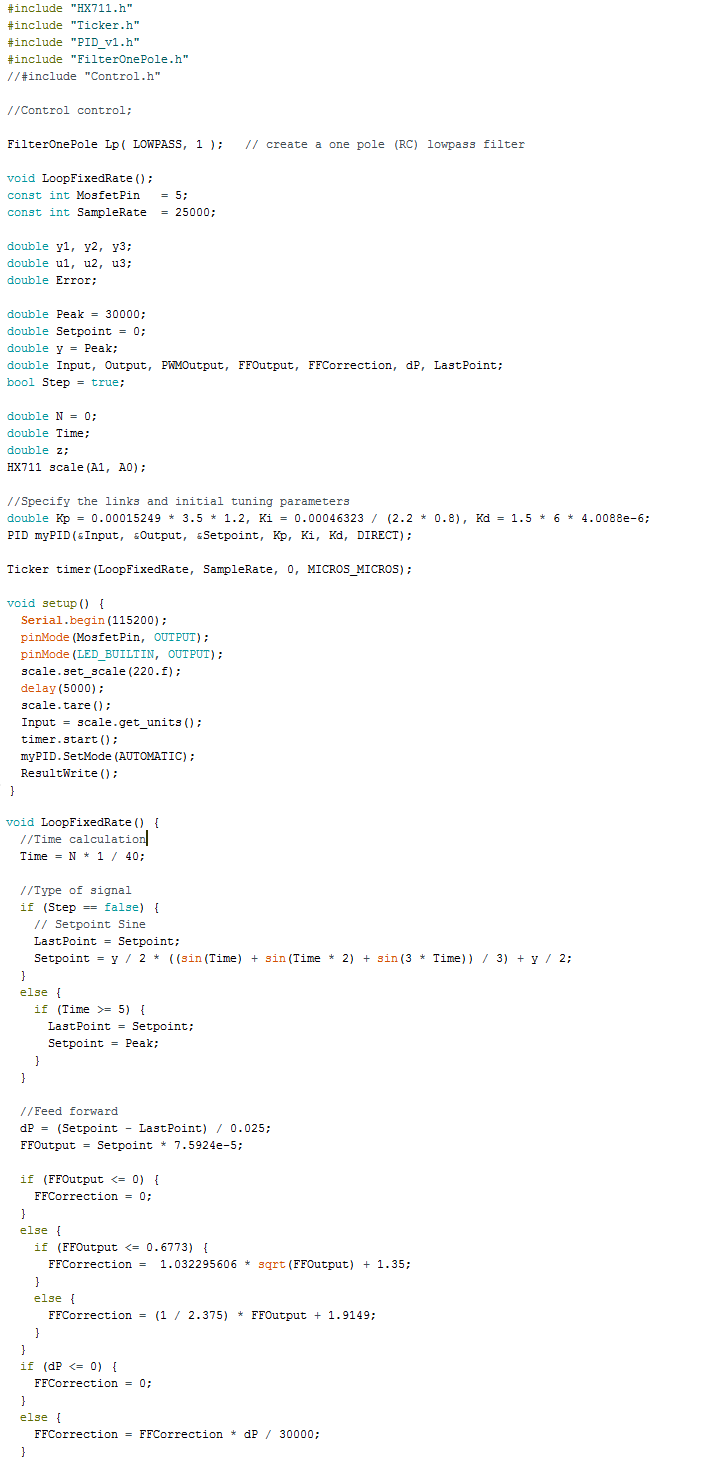 #include "HX711.h"
#include "Ticker.h"
#include "PID_v1.h"
#include "FilterOnePole.h"
//#include "Control.h"

//Control control;

FilterOnePole Lp( LOWPASS, 1 );   // create a one pole (RC) lowpass filter

void LoopFixedRate();
const int MosfetPin   = 5;
const int SampleRate  = 25000;

double y1, y2, y3;
double u1, u2, u3;
double Error;

double Peak = 30000;
double Setpoint = 0;
double y = Peak;
double Input, Output, PWMOutput, FFOutput, FFCorrection, dP, LastPoint;
bool Step = true;

double N = 0;
double Time;
double z;
HX711 scale(A1, A0);

//Specify the links and initial tuning parameters
double Kp = 0.00015249 * 3.5 * 1.2, Ki = 0.00046323 / (2.2 * 0.8), Kd = 1.5 * 6 * 4.0088e-6;
PID myPID(&Input, &Output, &Setpoint, Kp, Ki, Kd, DIRECT);

Ticker timer(LoopFixedRate, SampleRate, 0, MICROS_MICROS);

void setup() {
  Serial.begin(115200);
  pinMode(MosfetPin, OUTPUT);
  pinMode(LED_BUILTIN, OUTPUT);
  scale.set_scale(220.f);
  delay(5000);
  scale.tare();
  Input = scale.get_units();
  timer.start();
  myPID.SetMode(AUTOMATIC);
  ResultWrite();
}

void LoopFixedRate() {
  //Time calculation
  Time = N * 1 / 40;

  //Type of signal
  if (Step == false) {
    // Setpoint Sine
    LastPoint = Setpoint;
    Setpoint = y / 2 * ((sin(Time) + sin(Time * 2) + sin(3 * Time)) / 3) + y / 2;
  }
  else {
    if (Time >= 5) {
      LastPoint = Setpoint;
      Setpoint = Peak;
    }
  }

  //Feed forward
  dP = (Setpoint - LastPoint) / 0.025;
  FFOutput = Setpoint * 7.5924e-5;

  if (FFOutput <= 0) {
    FFCorrection = 0;
  }
  else {
    if (FFOutput <= 0.6773) {
      FFCorrection =  1.032295606 * sqrt(FFOutput) + 1.35;
    }
    else {
      FFCorrection = (1 / 2.375) * FFOutput + 1.9149;
    }
  }
  if (dP <= 0) {
    FFCorrection = 0;
  }
  else {
    FFCorrection = FFCorrection * dP / 30000;
  }